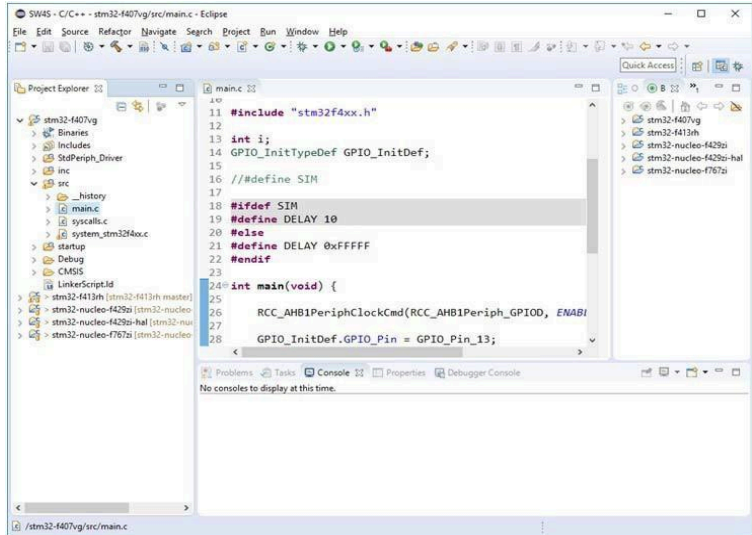 SW4S - C/C++ - stm32-f407vg/src/main.c - Eclipse
File Edit Source Refactor Navigate Search Project Run Window Help
Quick Access
Project Explorer
stm32-f407vg
Binaries
Includes
StdPeriph_Driver
inc
src
__history
main.c
syscalls.c
system_stm32f4xx.c
startup
Debug
CMSIS
LinkerScript.ld
> stm32-f413rh [stm32-f413rh master]
> stm32-nucleo-f429zi [stm32-nucleo
> stm32-nucleo-f429zi-hal [stm32-nu
> stm32-nucleo-f767zi [stm32-nucleo
main.c
10
11 #include "stm32f4xx.h"
12
13 int i;
14 GPIO_InitTypeDef GPIO_InitDef;
15
16 //#define SIM
17
18 #ifdef SIM
19 #define DELAY 10
20 #else
21 #define DELAY 0xFFFFF
22 #endif
23
24 int main(void) {
25
26 RCC_AHB1PeriphClockCmd(RCC_AHB1Periph_GPIOD, ENABL
27
28 GPIO_InitDef.GPIO_Pin = GPIO_Pin_13;
O B
stm32-f407vg
stm32-f413rh
stm32-nucleo-f429zi
stm32-nucleo-f429zi-hal
stm32-nucleo-f767zi
Problems Tasks Console Properties Debugger Console
No consoles to display at this time.
/stm32-f407vg/src/main.c